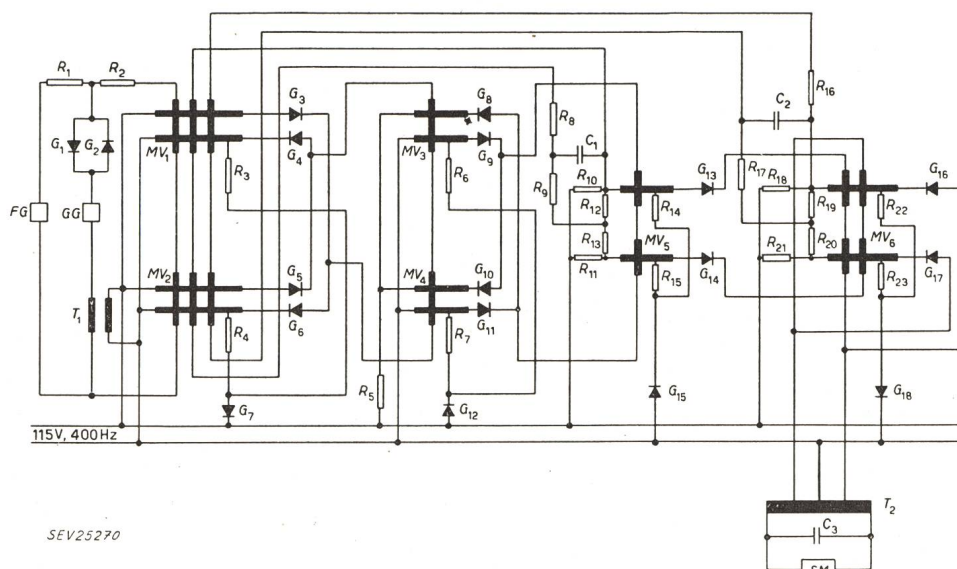 R1 R2
G1 G2
FG GG
T1
MV1 G3
G4
R3
MV2 G5
G6
R4
G7
MV3 G8
G9
R6
MV4 G10
G11
R7
R5 G12
R8 C1
R9 R10
R12
R13
R11
G13
R14
MV5
R15 G14
G15
C2 R16
R17 R18
R19 R22 G16
R21 R20 MV6
R23 G17
G18
115V, 400Hz
T2
C3
SM
SEV25270